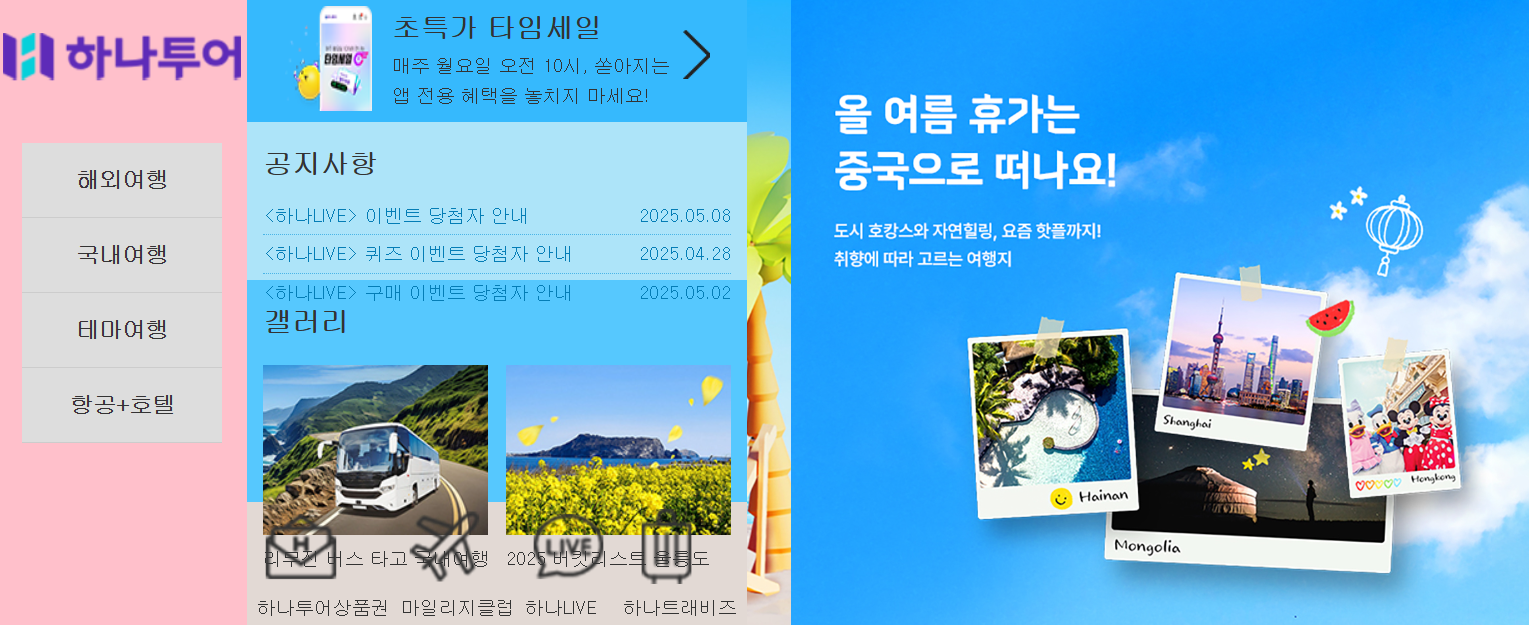 하나투어
해외여행
국내여행
테마여행
항공+호텔
타임세일
초특가 타임세일
매주 월요일 오전 10시, 쏟아지는
앱 전용 혜택을 놓치지 마세요!
공지사항
<하나LIVE> 이벤트 당첨자 안내 2025.05.08
<하나LIVE> 퀴즈 이벤트 당첨자 안내 2025.04.28
<하나LIVE> 구매 이벤트 당첨자 안내 2025.05.02
갤러리
리무진 버스 타고 국내여행
2025 버킷리스트 울릉도
H
LIVE
하나투어상품권
마일리지클럽
하나LIVE
하나트래비즈
올 여름 휴가는
중국으로 떠나요!
도시 호캉스와 자연힐링, 요즘 핫플까지!
취향에 따라 고르는 여행지
Shanghai
Hainan
Hongkong
Mongolia